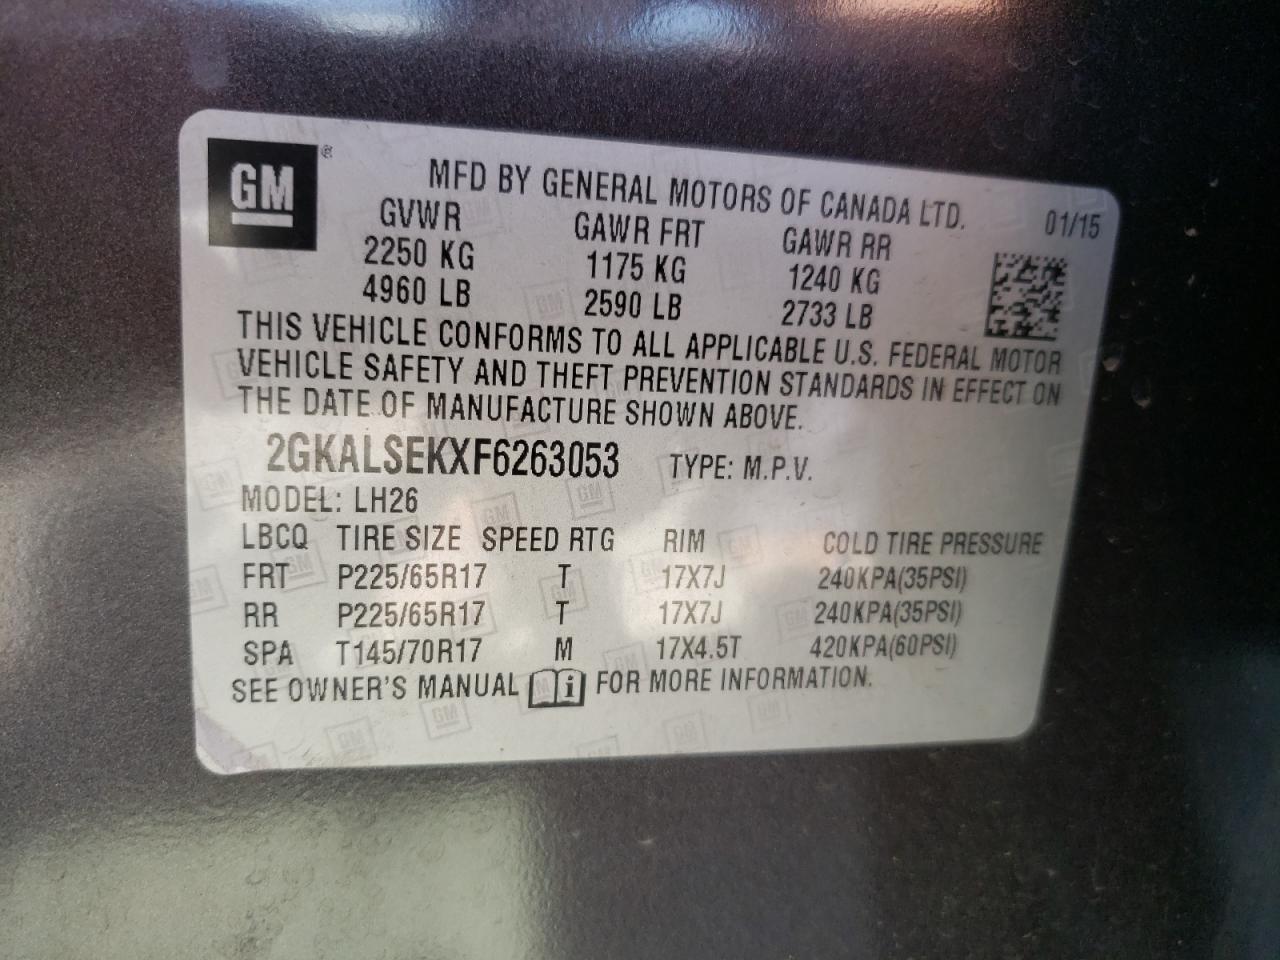 GM ®
MFD BY GENERAL MOTORS OF CANADA LTD. 01/15
GVWR GAWR FRT GAWR RR
2250 KG 1175 KG 1240 KG
4960 LB 2590 LB 2733 LB
THIS VEHICLE CONFORMS TO ALL APPLICABLE U.S. FEDERAL MOTOR
VEHICLE SAFETY AND THEFT PREVENTION STANDARDS IN EFFECT ON
THE DATE OF MANUFACTURE SHOWN ABOVE.
2GKALSEKXF6263053 TYPE: M.P.V.
MODEL: LH26
LBCQ TIRE SIZE SPEED RTG RIM COLD TIRE PRESSURE
FRT P225/65R17 T 17X7J 240KPA(35PSI)
RR P225/65R17 T 17X7J 240KPA(35PSI)
SPA T145/70R17 M 17X4.5T 420KPA(60PSI)
SEE OWNER'S MANUAL i FOR MORE INFORMATION.